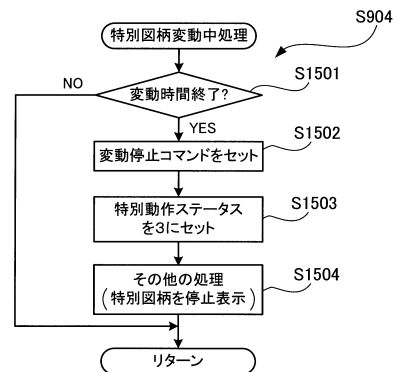 S904
特別図柄変動中処理
S1501
NO
変動時間終了?
YES
S1502
変動停止コマンドをセット
S1503
特別動作ステータス
を3にセット
S1504
その他の処理
(特別図柄を停止表示)
リターン